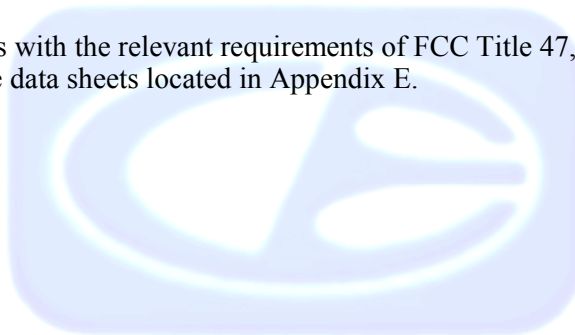 s with the relevant requirements of FCC Title 47,
e data sheets located in Appendix E.